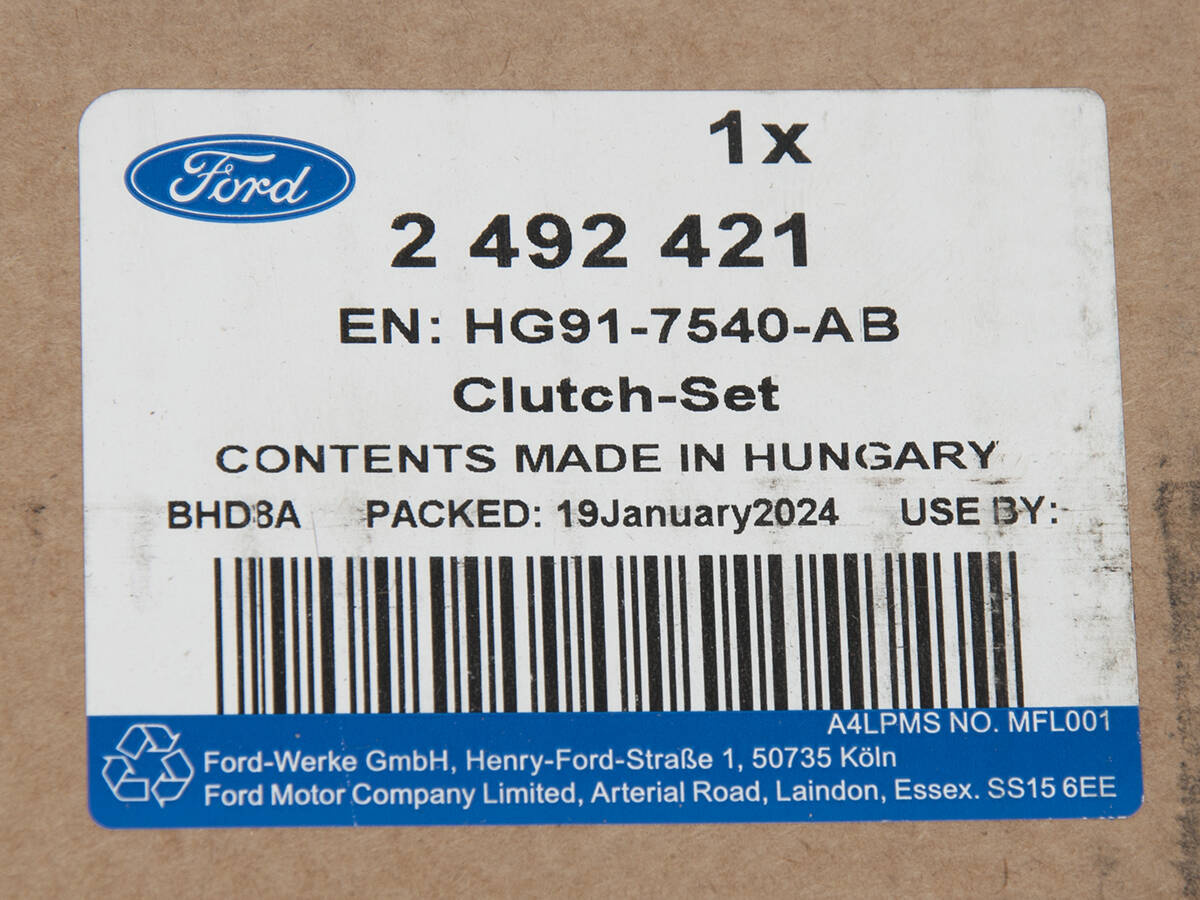 1x
Ford
2 492 421
EN: HG91-7540-AB
Clutch-Set
CONTENTS MADE IN HUNGARY
BHD8A PACKED: 19January2024 USE BY:-
A4LPMS NO. MFL001
Ford-Werke GmbH, Henry-Ford-Straße 1, 50735 Köln
Ford Motor Company Limited, Arterial Road, Laindon, Essex. SS15 6EE